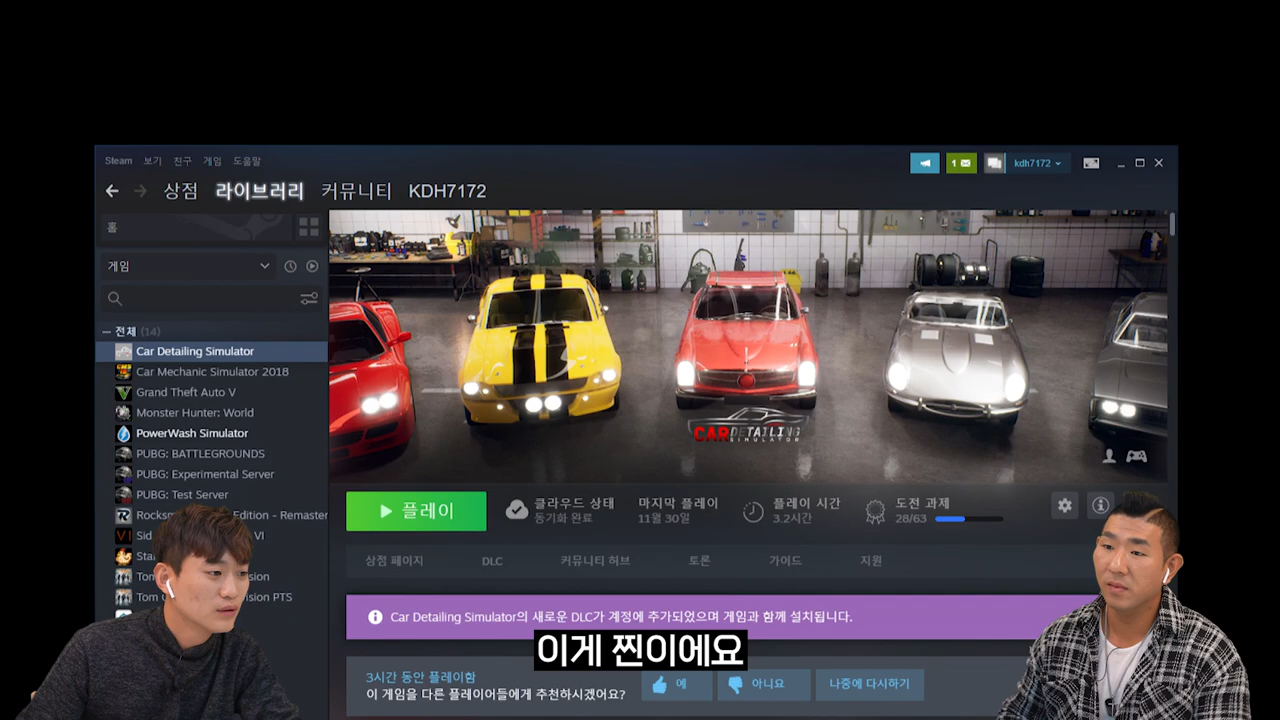 Steam 보기 친구 게임 도움말
1 kdh7172
상점 라이브러리 커뮤니티 KDH7172
홈
게임
전체 (14)
Car Detailing Simulator
Car Mechanic Simulator 2018
Grand Theft Auto V
Monster Hunter: World
PowerWash Simulator
PUBG: BATTLEGROUNDS
PUBG: Experimental Server
PUBG: Test Server
Edition - Remaster
Sid VI
Tom sion
Tom vision PTS
CAR DETAILING
SIMULATOR
플레이
클라우드 상태
동기화 완료
마지막 플레이
11월 30일
플레이 시간
3.2시간
도전 과제
28/63
상점 페이지 DLC 커뮤니티 허브 토론 가이드 지원
Car Detailing Simulator의 새로운 DLC가 계정에 추가되었으며 게임과 함께 설치됩니다.
이게 찐이에요
3시간 동안 플레이함
이 게임을 다른 플레이어들에게 추천하시겠어요?
예 아니요 나중에 다시하기